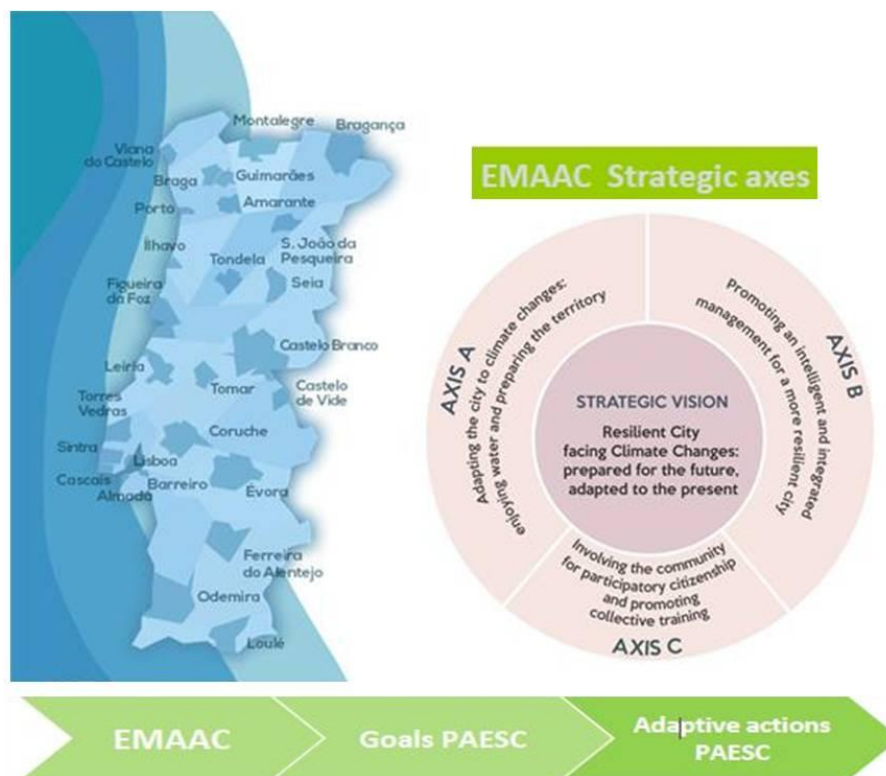 Montalegre
Bragança
Viana
do Castelo
Braga
Guimarães
Porto
Amarante
Ílhavo
S. João da
Pesqueira
Tondela
Figueira
da Foz
Seia
Castelo Branco
Leiria
Tomar
Castelo
de Vide
Torres
Vedras
Coruche
Sintra
Lisboa
Cascais
Barreiro
Évora
Almada
Ferreira
do Alentejo
Odemira
Loulé
EMAAC Strategic axes
AXIS A
Adapting the city to climate changes:
enjoying water and preparing the territory
AXIS B
Promoting an intelligent and integrated
management for a more resilient city
STRATEGIC VISION
Resilient City
facing Climate Changes:
prepared for the future,
adapted to the present
Involving the community
for participatory citizenship
and promoting
collective training
AXIS C
EMAAC
Goals PAESC
Adaptive actions
PAESC